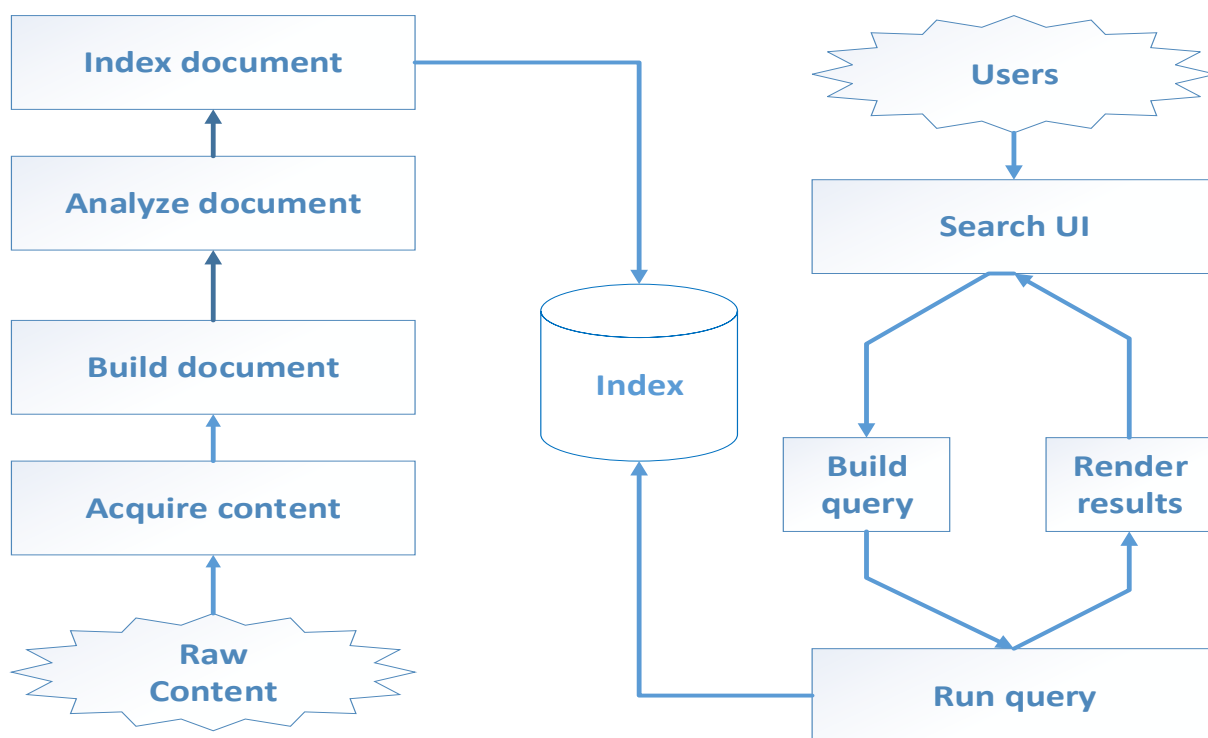 Index document
Analyze document
Build document
Acquire content
Raw
Content
Index
Users
Search UI
Build
query
Render
results
Run query